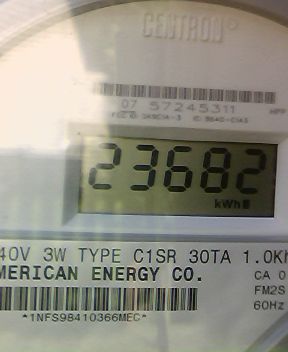 CENTRON
07 57245311
23682
kWh
40V 3W TYPE C1SR 30TA 1.0Kh
MERICAN ENERGY CO.
CA 0
FM2S
60Hz
*1NFS98410366MEC*